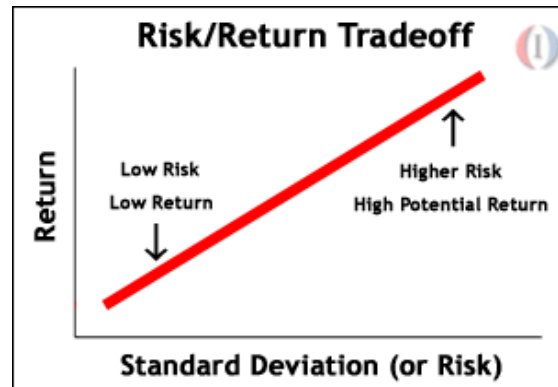 Risk/Return Tradeoff
(I)
Return
Low Risk
Low Return
Higher Risk
High Potential Return
Standard Deviation (or Risk)